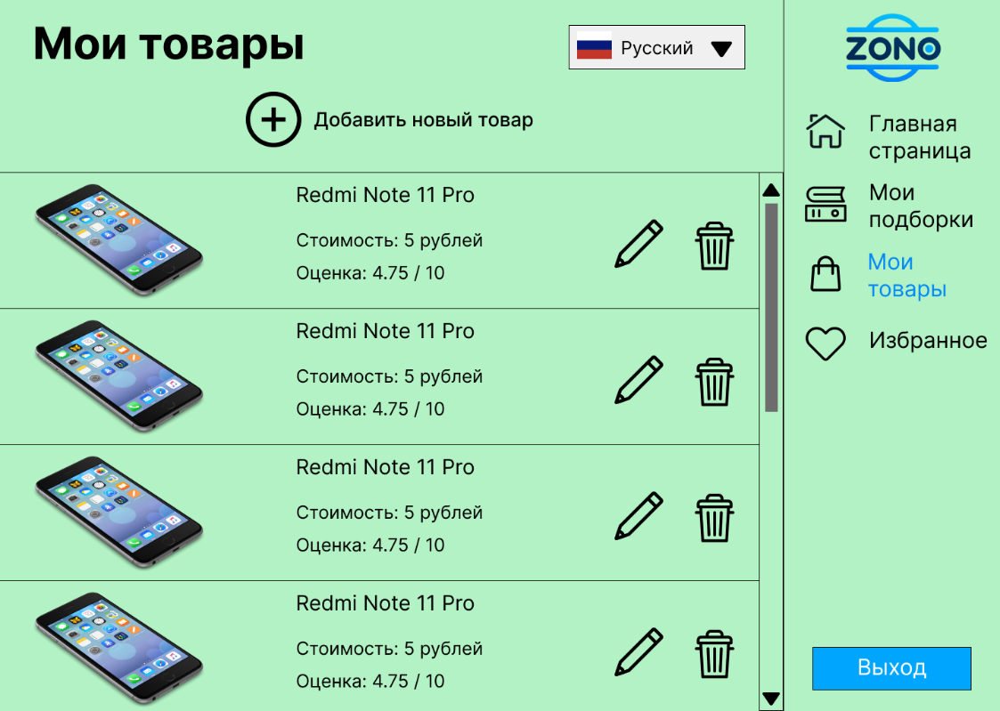 Мои товары
Русский
Добавить новый товар
Redmi Note 11 Pro
Стоимость: 5 рублей
Оценка: 4.75 / 10
Redmi Note 11 Pro
Стоимость: 5 рублей
Оценка: 4.75 / 10
Redmi Note 11 Pro
Стоимость: 5 рублей
Оценка: 4.75 / 10
Redmi Note 11 Pro
Стоимость: 5 рублей
Оценка: 4.75 / 10
ZONO
Главная
страница
Мои
подборки
Мои
товары
Избранное
Выход